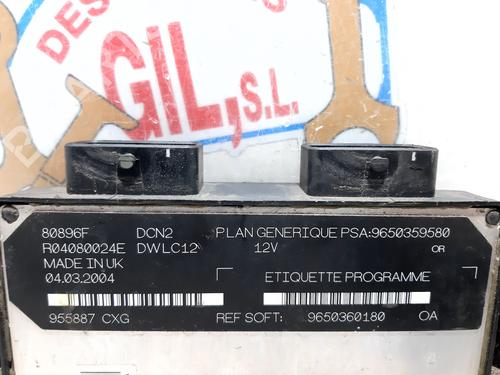 DES
GIL, S.L.
80896F DCN2 PLAN GENERIQUE PSA:9650359580
R04080024E DWLC12 12V OR
MADE IN UK
04.03.2004 ETIQUETTE PROGRAMME
955887 CXG REF SOFT: 9650360180 OA